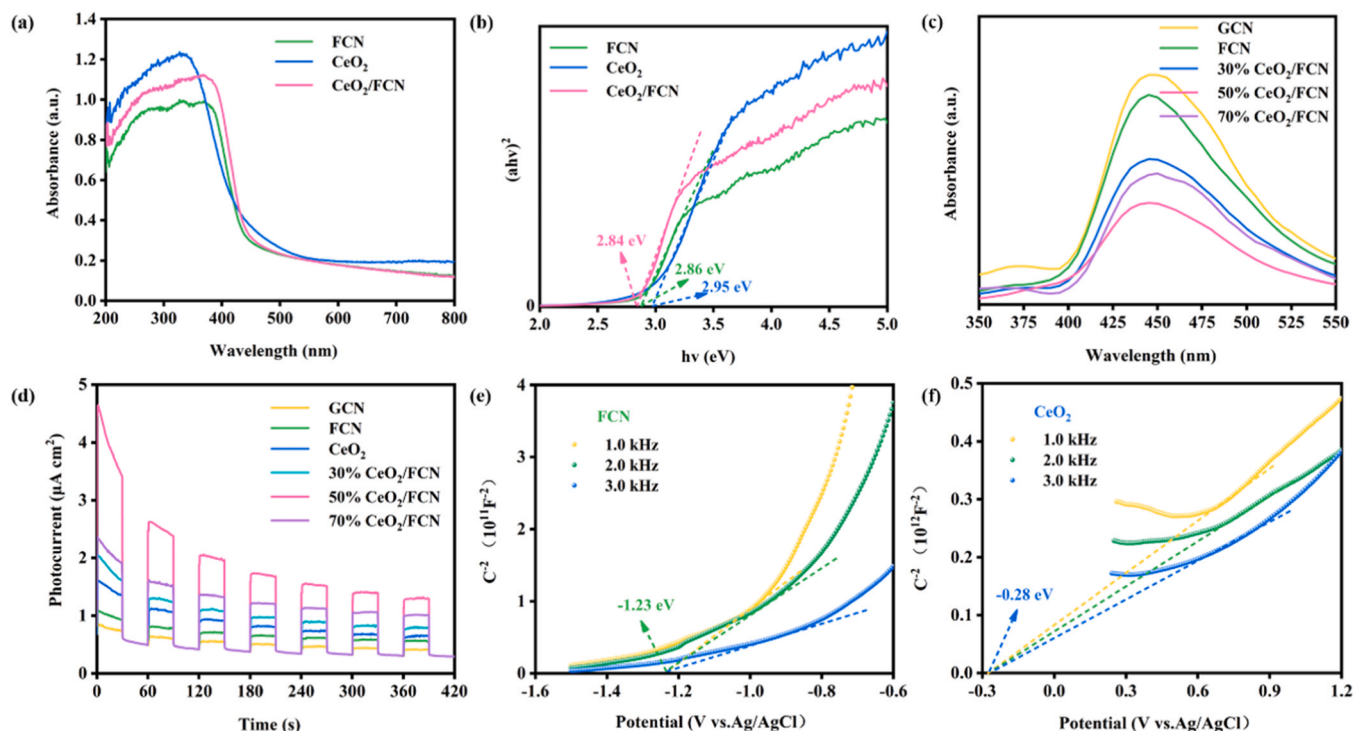 (a)
1.4
1.2
1.0
0.8
0.6
0.4
0.2
0.0
Absorbance (a.u.)
FCN
CeO₂
CeO₂/FCN
200 300 400 500 600 700 800
Wavelength (nm)
(b)
(ahv)²
0
FCN
CeO₂
CeO₂/FCN
2.84 eV
2.86 eV
2.95 eV
2.0 2.5 3.0 3.5 4.0 4.5 5.0
hv (eV)
(c)
Absorbance (a.u.)
GCN
FCN
30% CeO₂/FCN
50% CeO₂/FCN
70% CeO₂/FCN
350 375 400 425 450 475 500 525 550
Wavelength (nm)
(d)
5
4
3
2
1
0
Photocurrent (μA cm²)
GCN
FCN
CeO₂
30% CeO₂/FCN
50% CeO₂/FCN
70% CeO₂/FCN
0 60 120 180 240 300 360 420
Time (s)
(e)
4
3
2
1
0
C⁻² (10¹¹F⁻²)
FCN
1.0 kHz
2.0 kHz
3.0 kHz
-1.23 eV
-1.6 -1.4 -1.2 -1.0 -0.8 -0.6
Potential (V vs.Ag/AgCl)
(f)
0.5
0.4
0.3
0.2
0.1
0.0
C⁻² (10¹²F⁻²)
CeO₂
1.0 kHz
2.0 kHz
3.0 kHz
-0.28 eV
-0.3 0.0 0.3 0.6 0.9 1.2
Potential (V vs.Ag/AgCl)